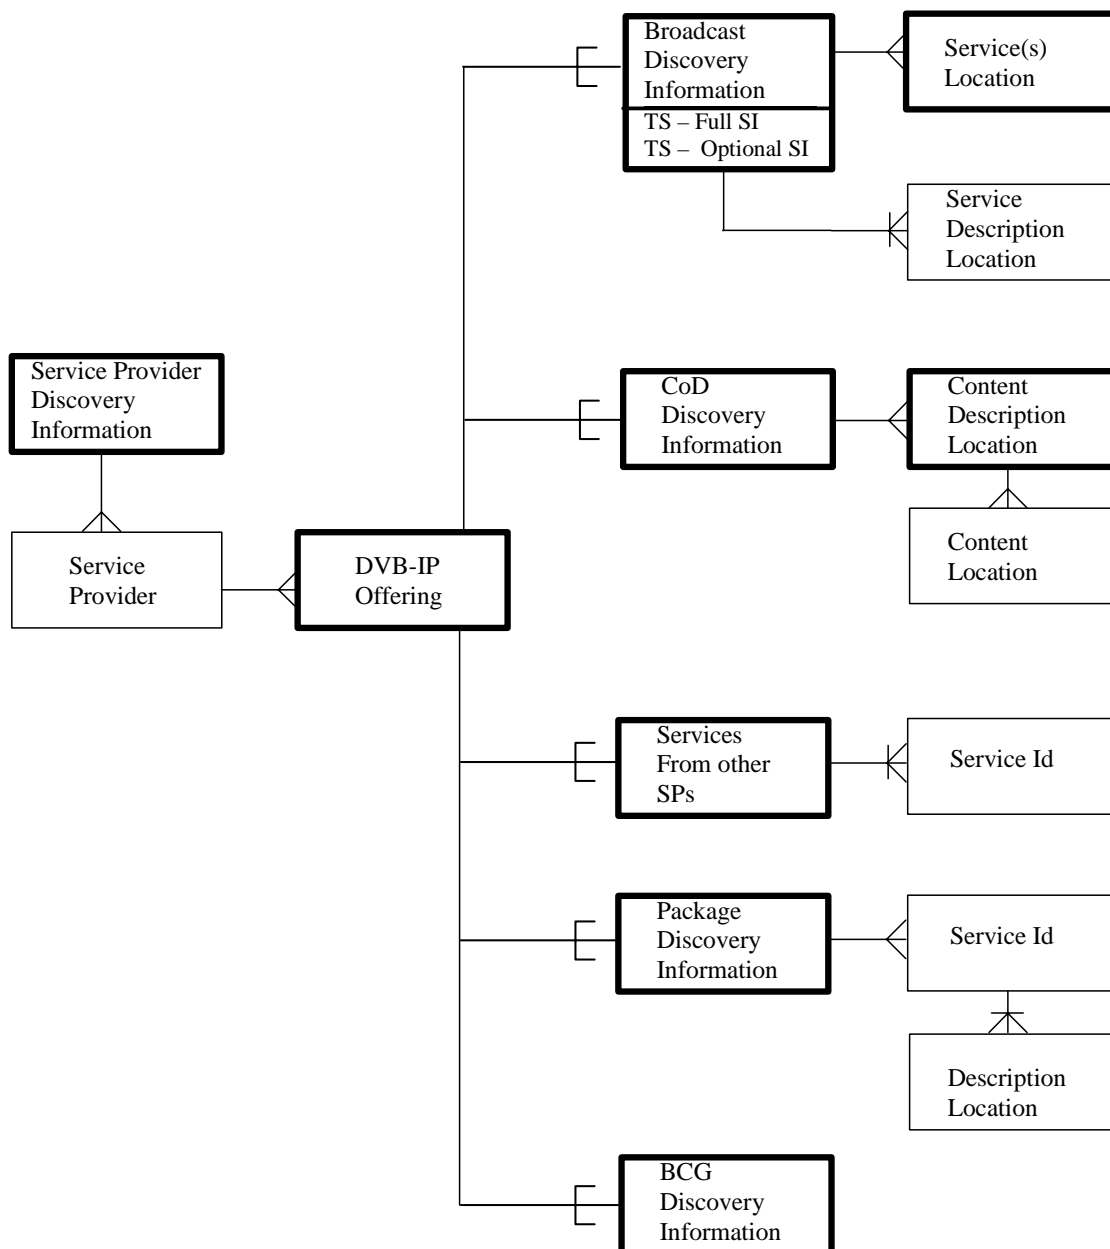 Broadcast
Discovery
Information
TS – Full SI
TS – Optional SI
Service(s)
Location
Service
Description
Location
Service Provider
Discovery
Information
CoD
Discovery
Information
Content
Description
Location
Service
Provider
DVB-IP
Offering
Content
Location
Services
From other
SPs
Service Id
Package
Discovery
Information
Service Id
Description
Location
BCG
Discovery
Information